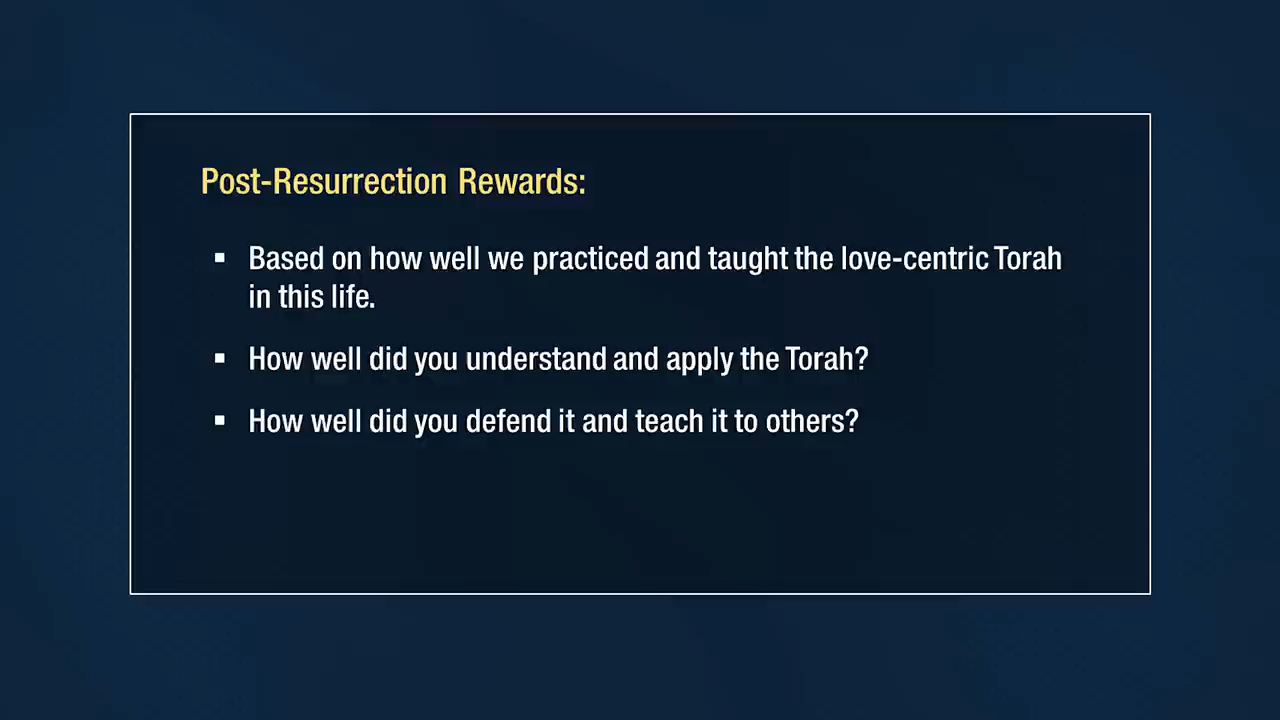 Post-Resurrection Rewards:
▪ Based on how well we practiced and taught the love-centric Torah
in this life.
▪ How well did you understand and apply the Torah?
▪ How well did you defend it and teach it to others?